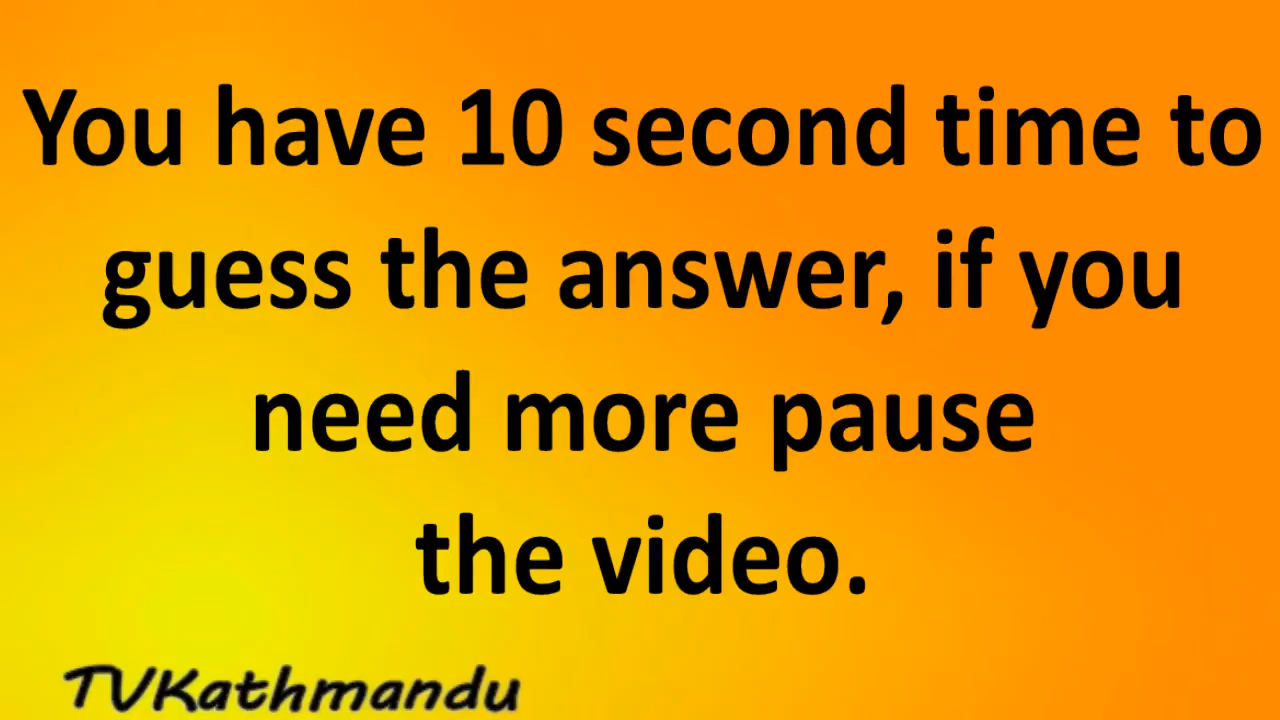 You have 10 second time to
guess the answer, if you
need more pause
the video.
TVKathmandu